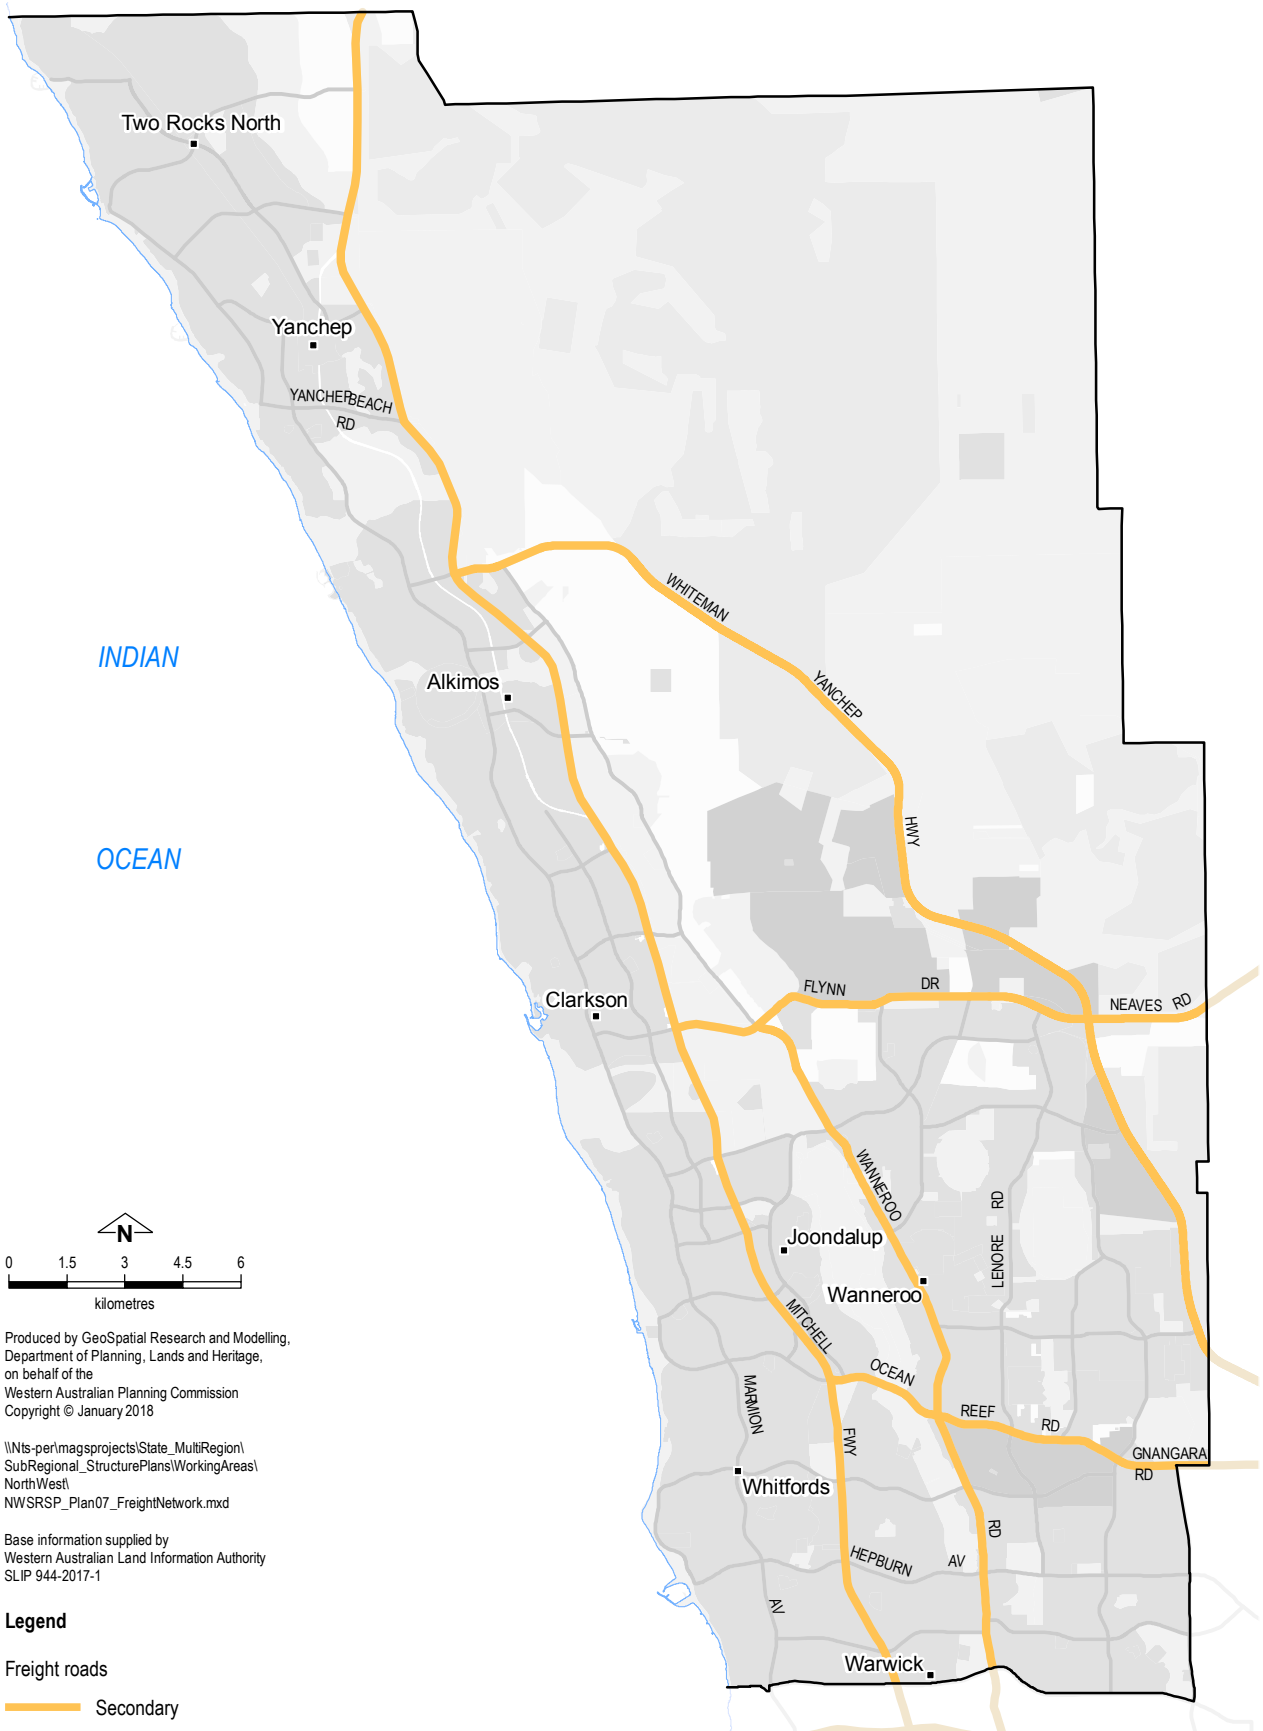 Two Rocks North
Yanchep
YANCHEP BEACH
RD
WHITEMAN
INDIAN
Alkimos
YANCHEP
HWY
OCEAN
FLYNN
DR
NEAVES RD
Clarkson
WANNEROO
LENORE RD
N
Joondalup
0 1.5 3 4.5 6
Wanneroo
kilometres
MITCHELL
Produced by GeoSpatial Research and Modelling,
Department of Planning, Lands and Heritage,
on behalf of the
Western Australian Planning Commission
Copyright © January 2018
OCEAN
REEF
RD
MARMION
FWY
GNANGARA
RD
\\Nts-per\magsprojects\State_MultiRegion\
SubRegional_StructurePlans\WorkingAreas\
NorthWest\
NWSRSP_Plan07_FreightNetwork.mxd
Whitfords
RD
Base information supplied by
Western Australian Land Information Authority
SLIP 944-2017-1
HEPBURN AV
AV
Legend
Warwick
Freight roads
Secondary